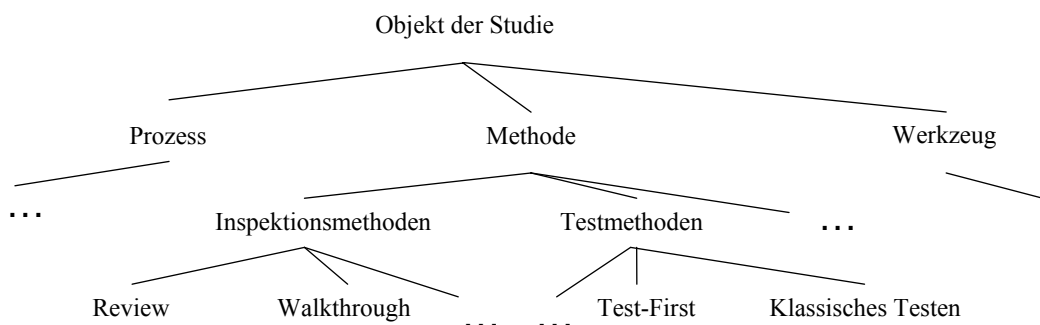 Objekt der Studie
Prozess Methode Werkzeug
... Inspektionsmethoden Testmethoden ...
Review Walkthrough ... ... Test-First Klassisches Testen